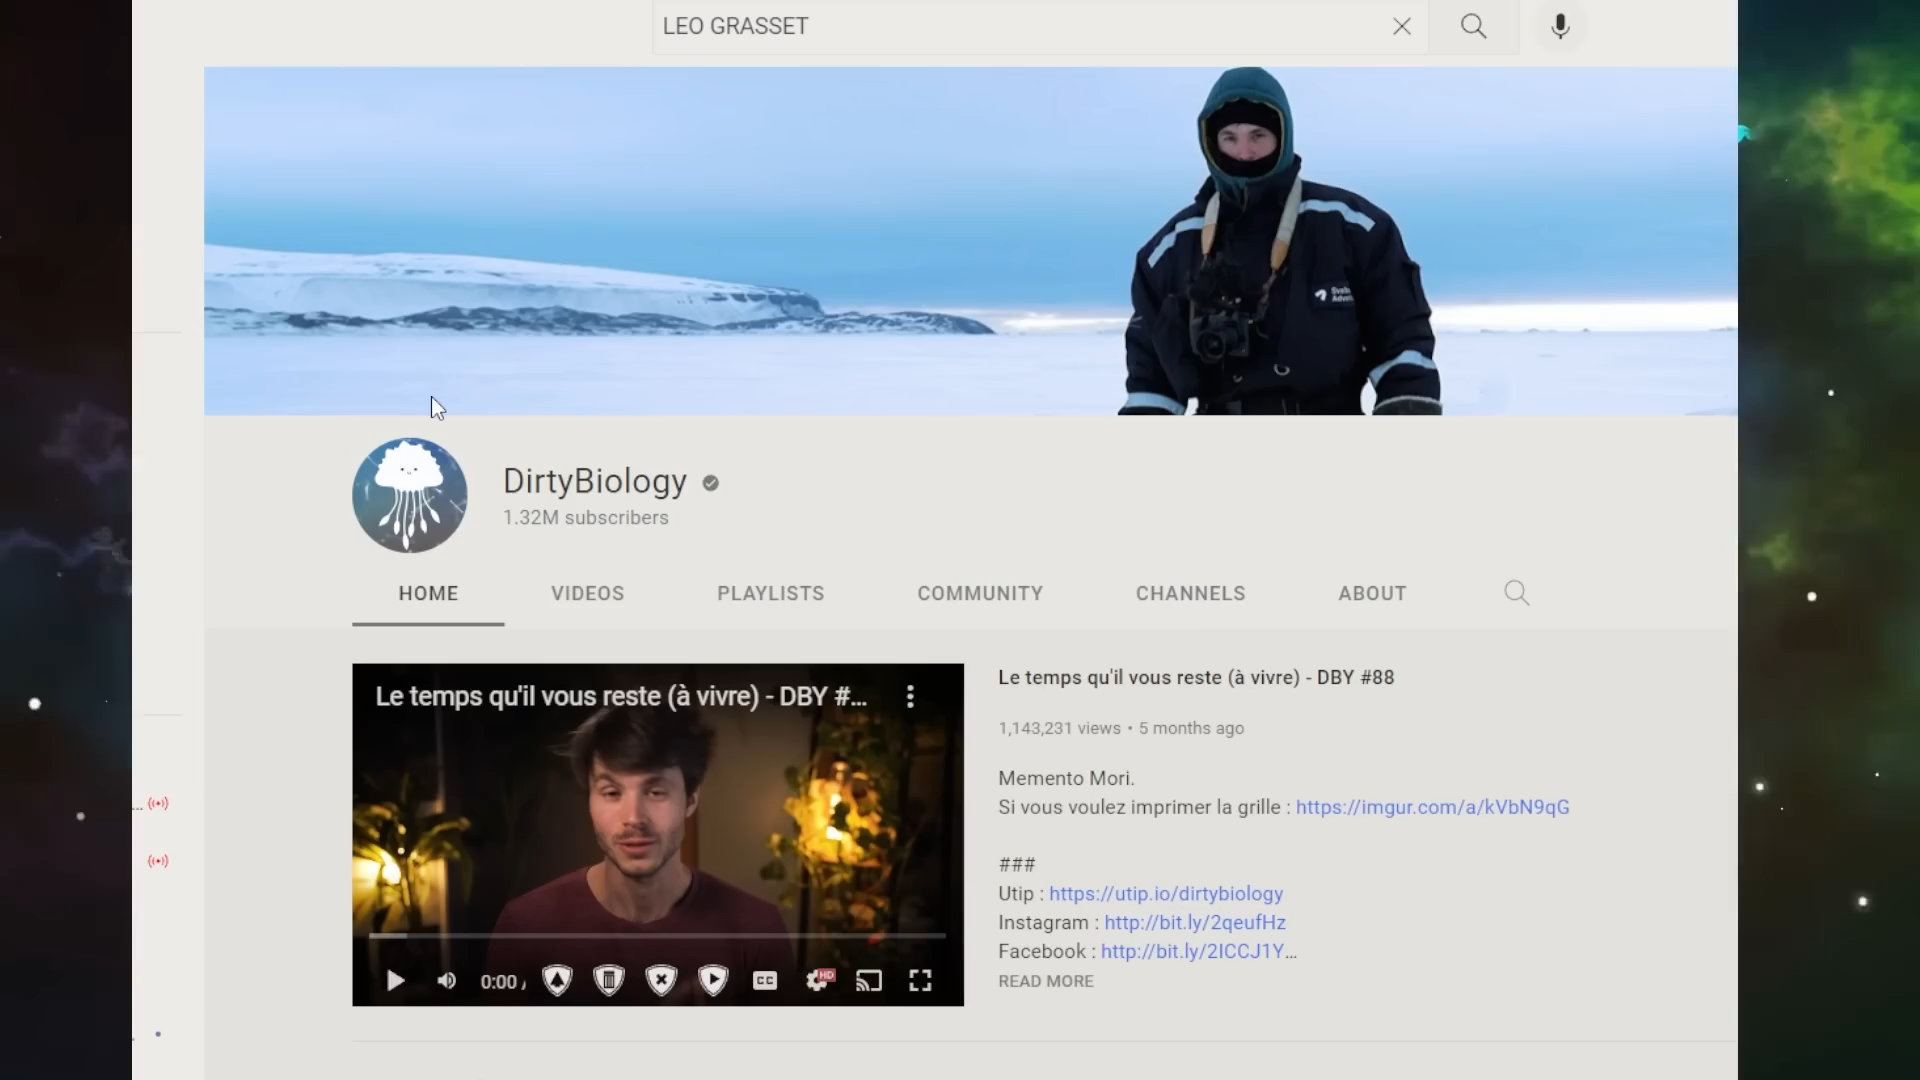 LEO GRASSET
DirtyBiology
1.32M subscribers
HOME
VIDEOS
PLAYLISTS
COMMUNITY
CHANNELS
ABOUT
Le temps qu'il vous reste (à vivre) - DBY #...
0:00 /
CC
HD
Le temps qu'il vous reste (à vivre) - DBY #88
1,143,231 views • 5 months ago
Memento Mori.
Si vous voulez imprimer la grille : https://imgur.com/a/kVbN9qG
###
Utip : https://utip.io/dirtybiology
Instagram : http://bit.ly/2qeufHz
Facebook : http://bit.ly/2ICCJ1Y...
READ MORE